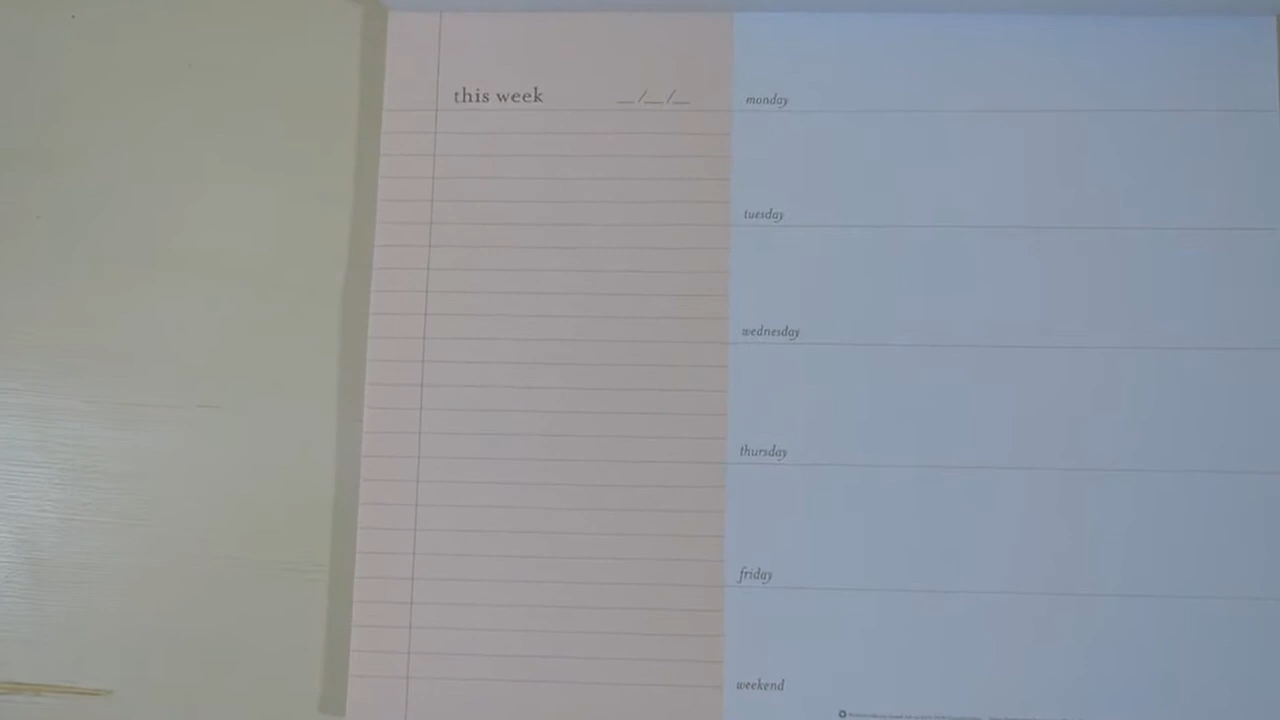 this week __/__/__
monday
tuesday
wednesday
thursday
friday
weekend